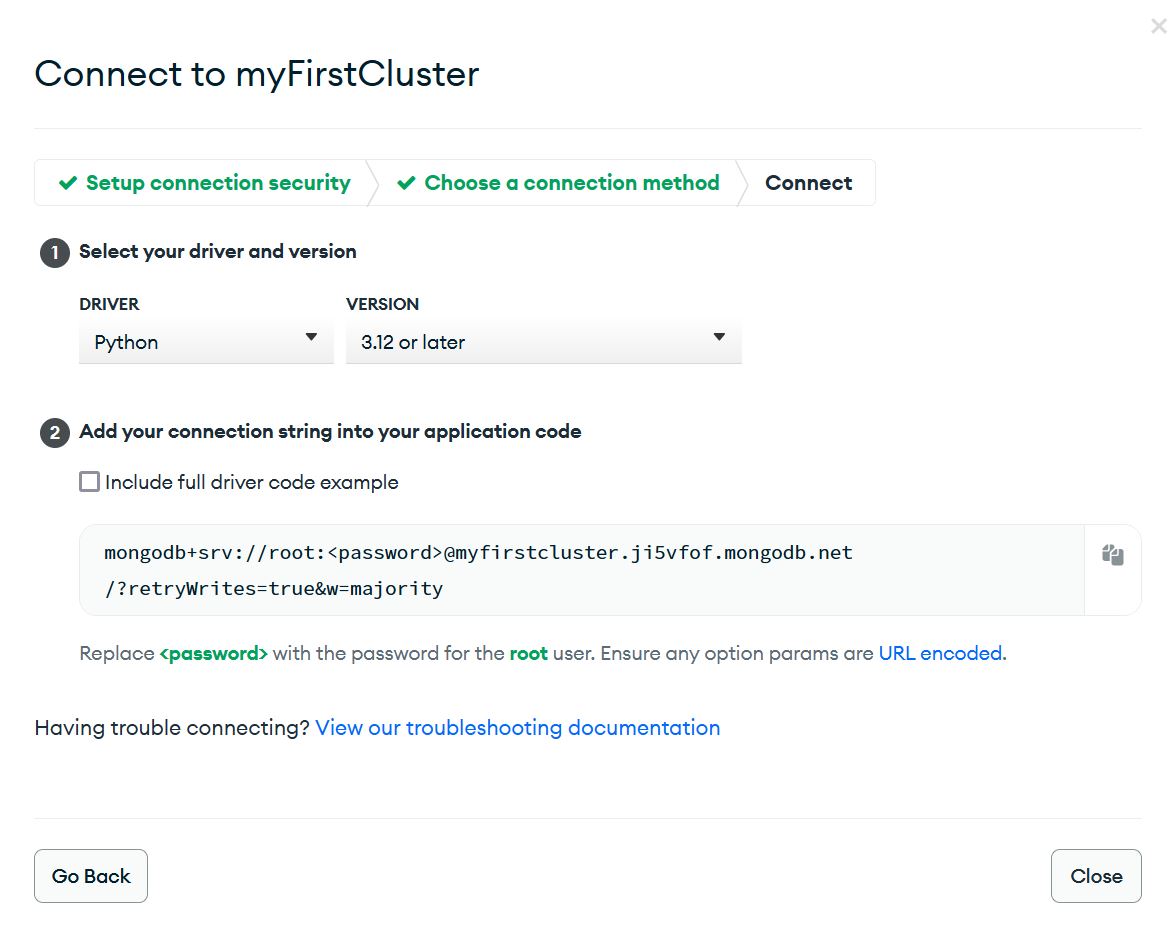 Connect to myFirstCluster
Setup connection security
Choose a connection method
Connect
1 Select your driver and version
DRIVER
VERSION
Python
3.12 or later
2 Add your connection string into your application code
Include full driver code example
mongodb+srv://root:<password>@myfirstcluster.ji5vfof.mongodb.net
/?retryWrites=true&w=majority
Replace <password> with the password for the root user. Ensure any option params are URL encoded.
Having trouble connecting? View our troubleshooting documentation
Go Back
Close